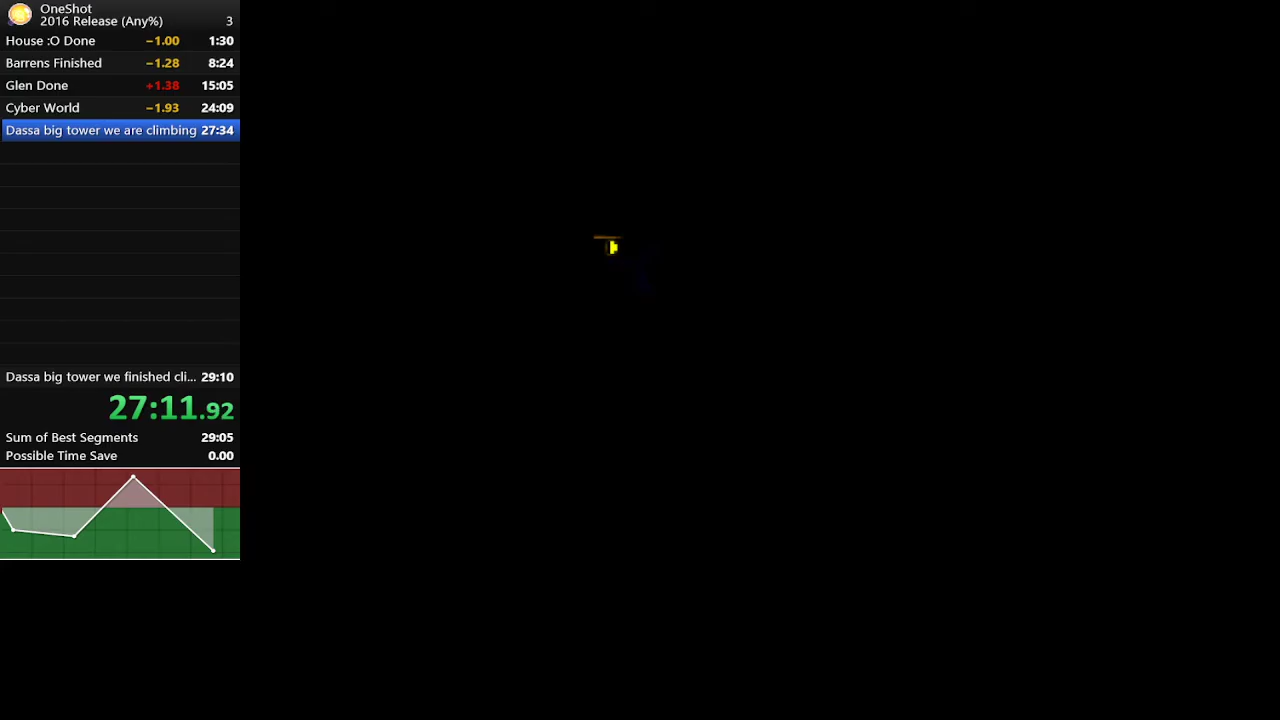 OneShot
2016 Release (Any%) 3
House :O Done −1.00 1:30
Barrens Finished −1.28 8:24
Glen Done +1.38 15:05
Cyber World −1.93 24:09
Dassa big tower we are climbing 27:34
Dassa big tower we finished cli... 29:10
27:11.92
Sum of Best Segments 29:05
Possible Time Save 0.00